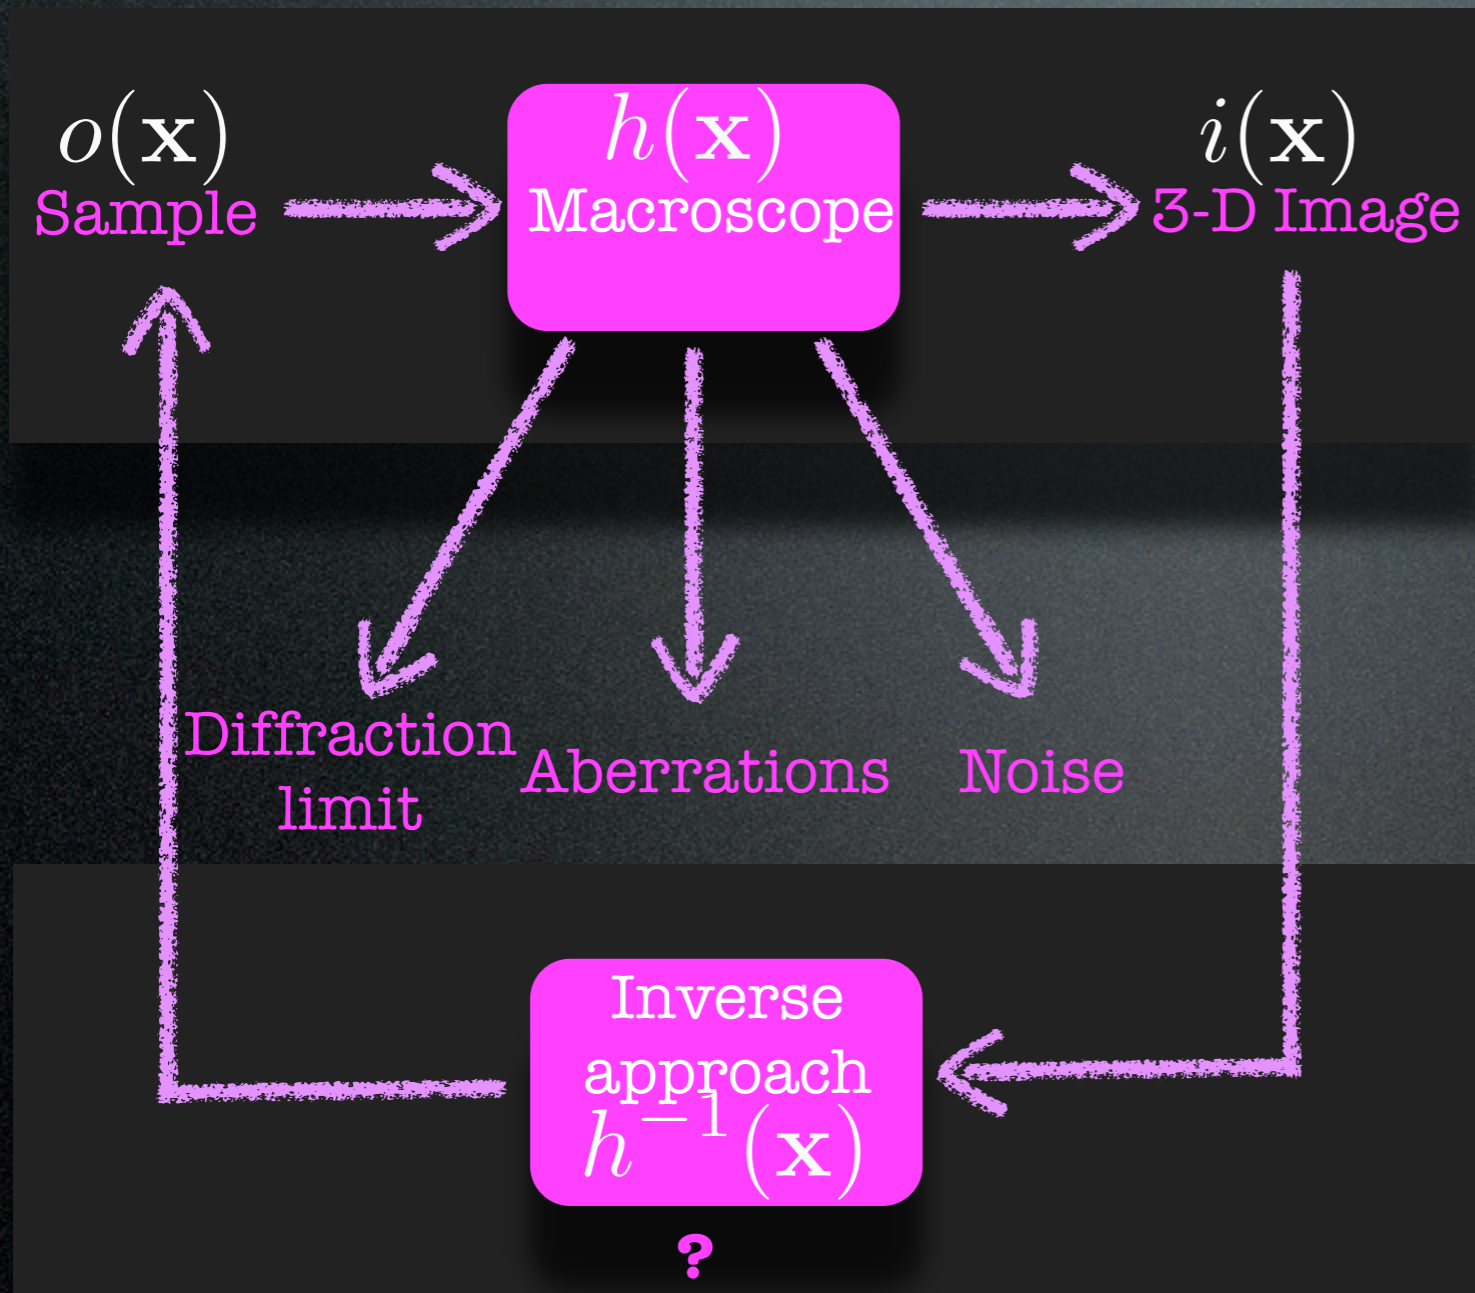 o(x)
Sample
h(x)
Macroscope
i(x)
3-D Image
Diffraction
limit
Aberrations
Noise
Inverse
approach
h⁻¹(x)
?